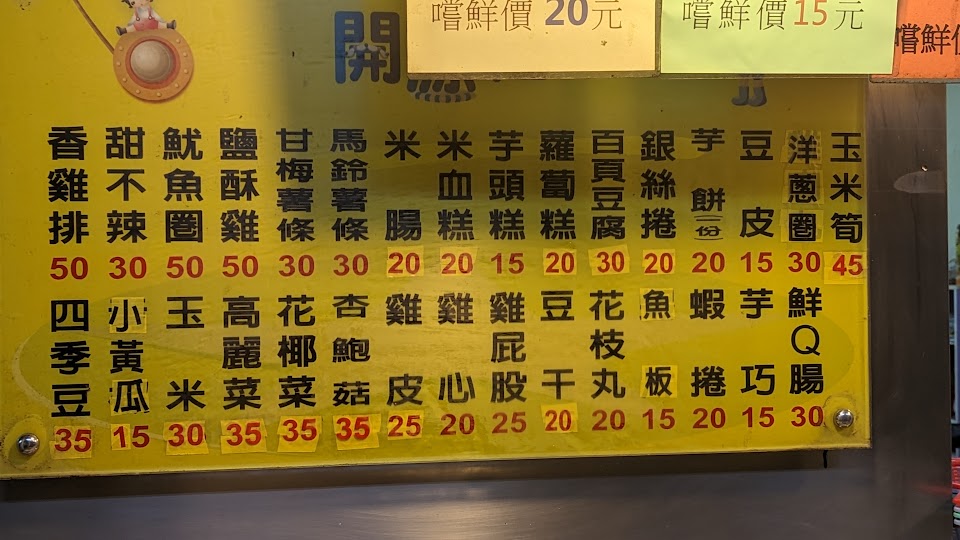 嚐鮮價 20元
嚐鮮價15元
嚐鮮
開
香雞排 50
甜不辣 30
魷魚圈 50
鹽酥雞 50
甘梅薯條 30
馬鈴薯條 30
米腸 20
米血糕 20
芋頭糕 15
蘿蔔糕 20
百頁豆腐 30
銀絲捲 20
芋餅(二份) 20
豆皮 15
洋蔥圈 30
玉米筍 45
四季豆 35
小黃瓜 15
玉米 30
高麗菜 35
花椰菜 35
杏鮑菇 35
雞皮 25
雞心 20
雞屁股 25
豆干 20
花枝丸 20
魚板 15
蝦捲 20
芋巧 15
鮮Q腸 30